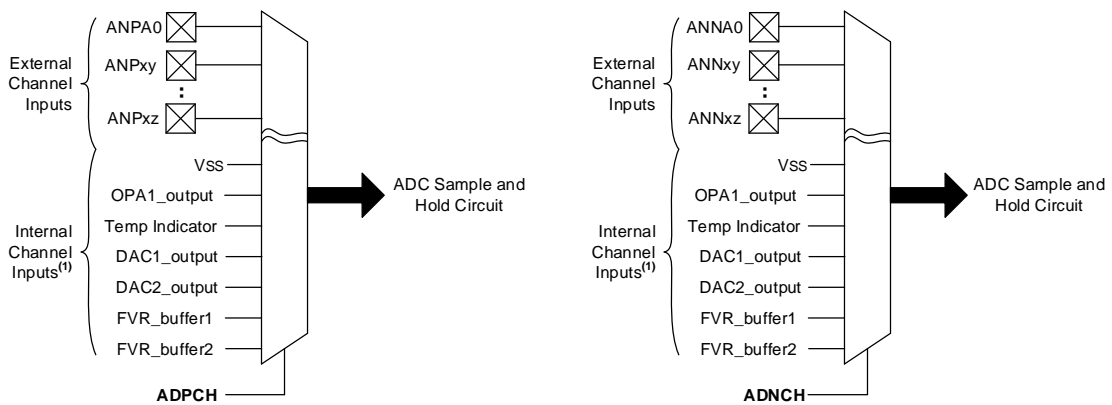 ANPA0
ANPxy
ANPxz
External
Channel
Inputs
VSS
OPA1_output
Temp Indicator
DAC1_output
DAC2_output
FVR_buffer1
FVR_buffer2
Internal
Channel
Inputs(1)
ADC Sample and
Hold Circuit
ADPCH
ANNA0
ANNxy
ANNxz
External
Channel
Inputs
VSS
OPA1_output
Temp Indicator
DAC1_output
DAC2_output
FVR_buffer1
FVR_buffer2
Internal
Channel
Inputs(1)
ADC Sample and
Hold Circuit
ADNCH